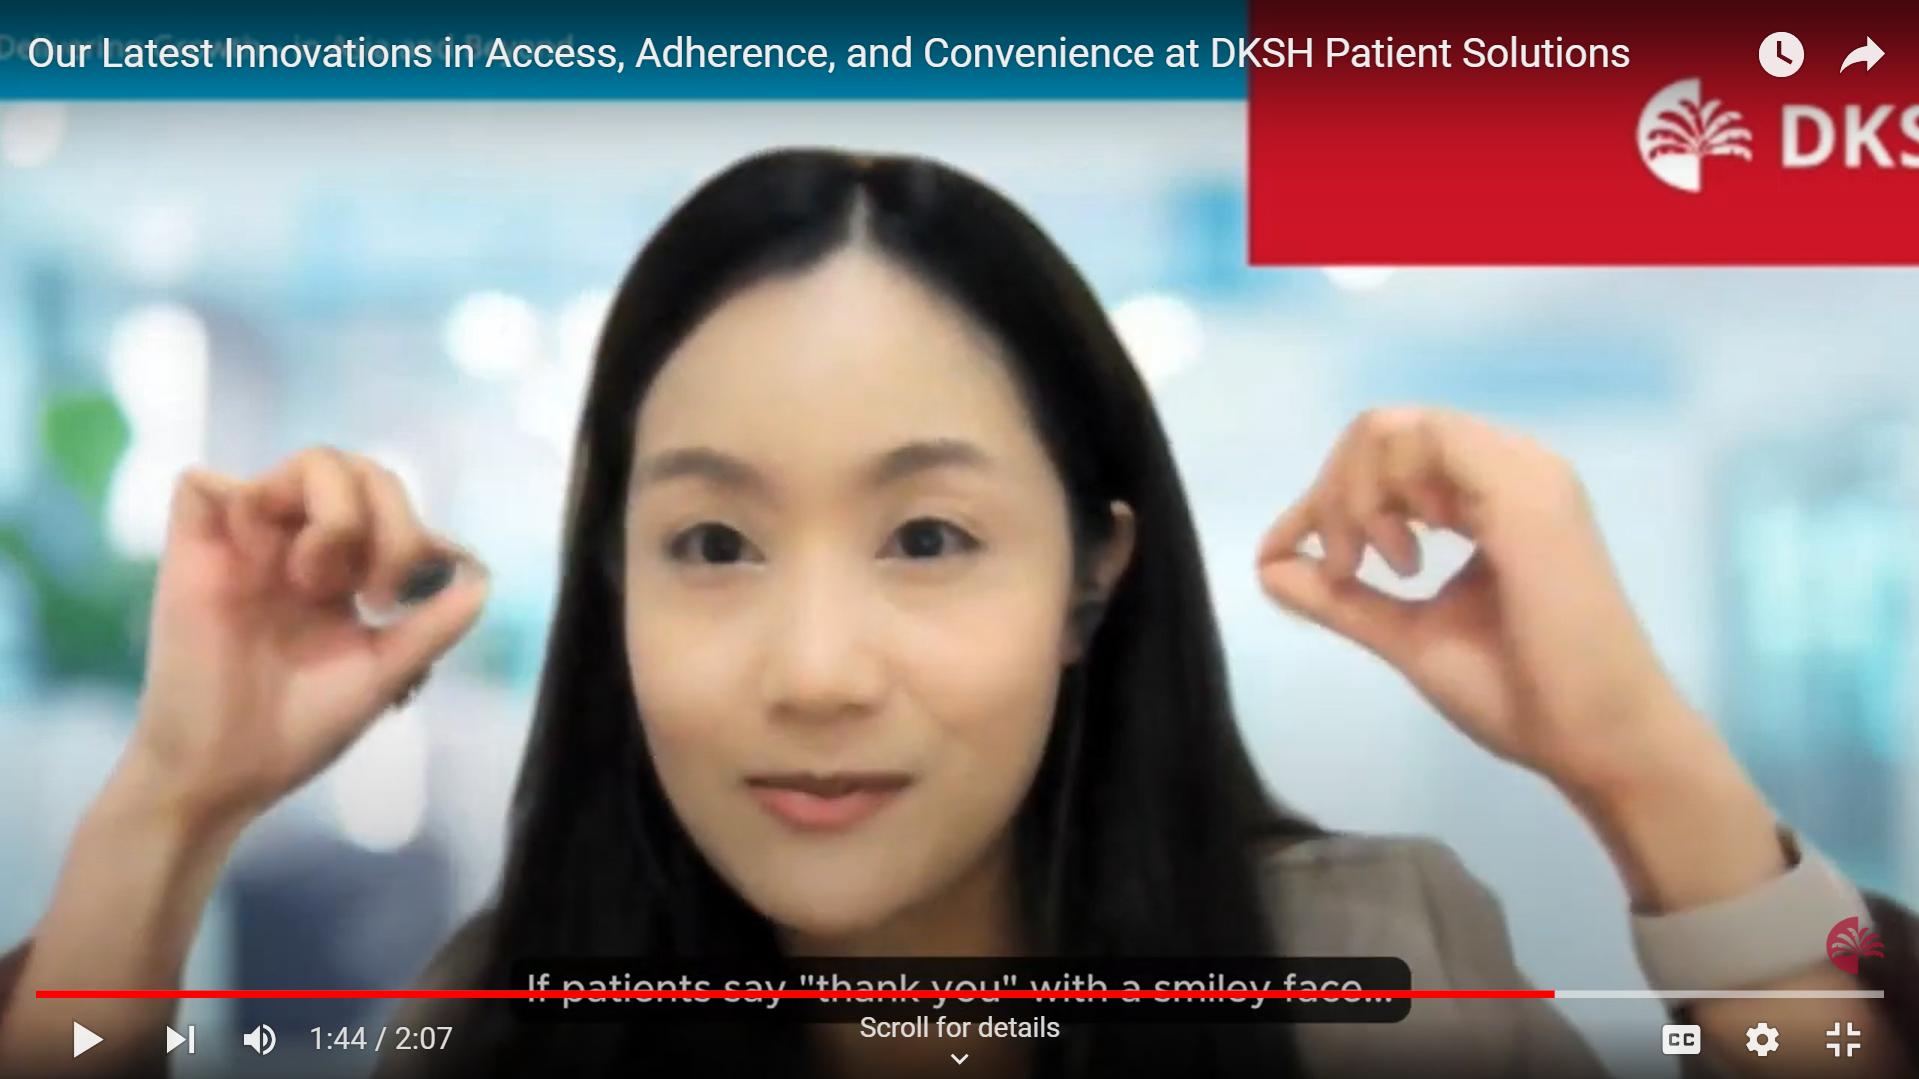 Our Latest Innovations in Access, Adherence, and Convenience at DKSH Patient Solutions
DKS
If patients say "thank you" with a smiley face...
1:44 / 2:07
Scroll for details
CC